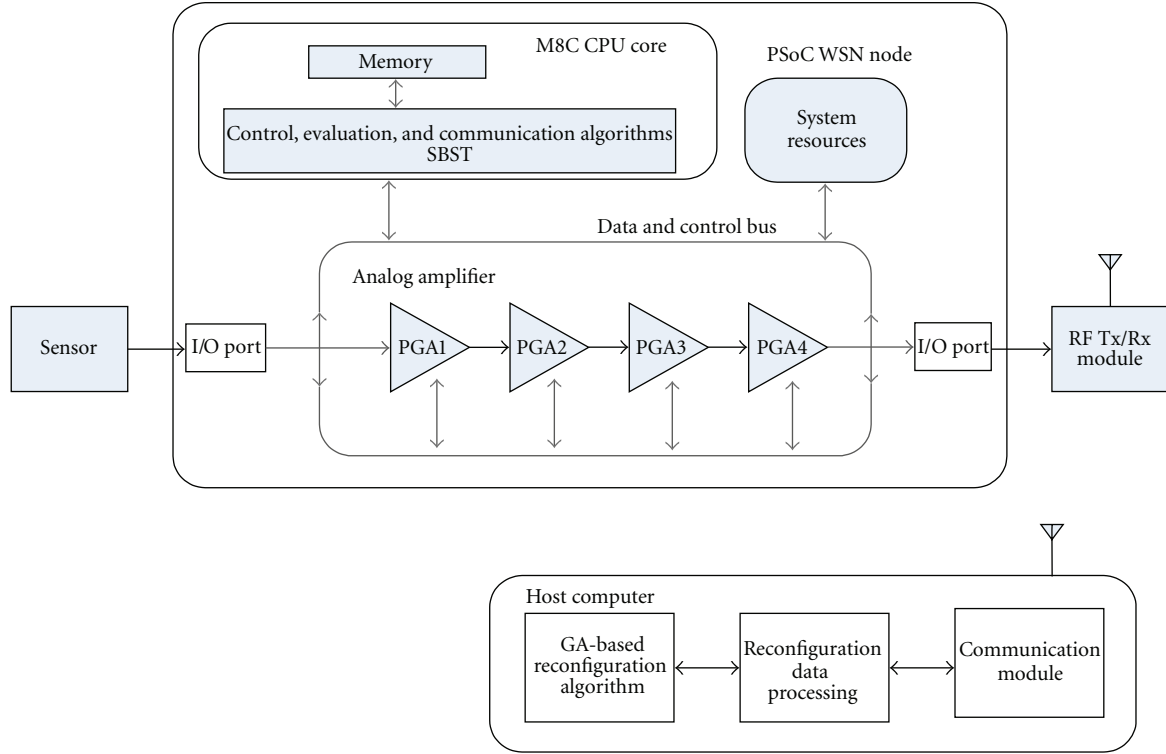 M8C CPU core
Memory
Control, evaluation, and communication algorithms
SBST
PSoC WSN node
System
resources
Data and control bus
Analog amplifier
Sensor
I/O port
PGA1
PGA2
PGA3
PGA4
I/O port
RF Tx/Rx
module
Host computer
GA-based
reconfiguration
algorithm
Reconfiguration
data
processing
Communication
module